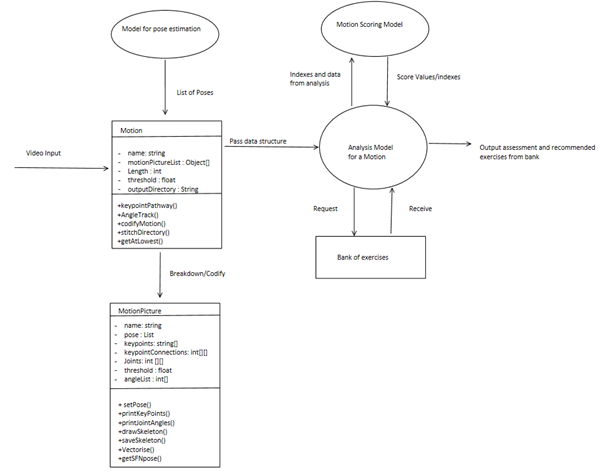 Model for pose estimation
Motion Scoring Model
List of Poses
Indexes and data
from analysis
Score Values/indexes
Video Input
Motion
- name: string
- motionPictureList : Object[]
- Length : int
- threshold : float
- outputDirectory : String
+keypointPathway()
+AngleTrack()
+codifyMotion()
+stitchDirectory()
+getAtLowest()
Pass data structure
Analysis Model
for a Motion
Output assessment and recommended
exercises from bank
Request
Receive
Bank of exercises
Breakdown/Codify
MotionPicture
- name: string
- pose : List
- keypoints: string[]
- keypointConnections: int[][]
- Joints: int [][]
- threshold : float
- angleList : int[]
+ setPose()
+printKeyPoints()
+printJointAngles()
+drawSkeleton()
+saveSkeleton()
+Vectorise()
+getSFNpose()